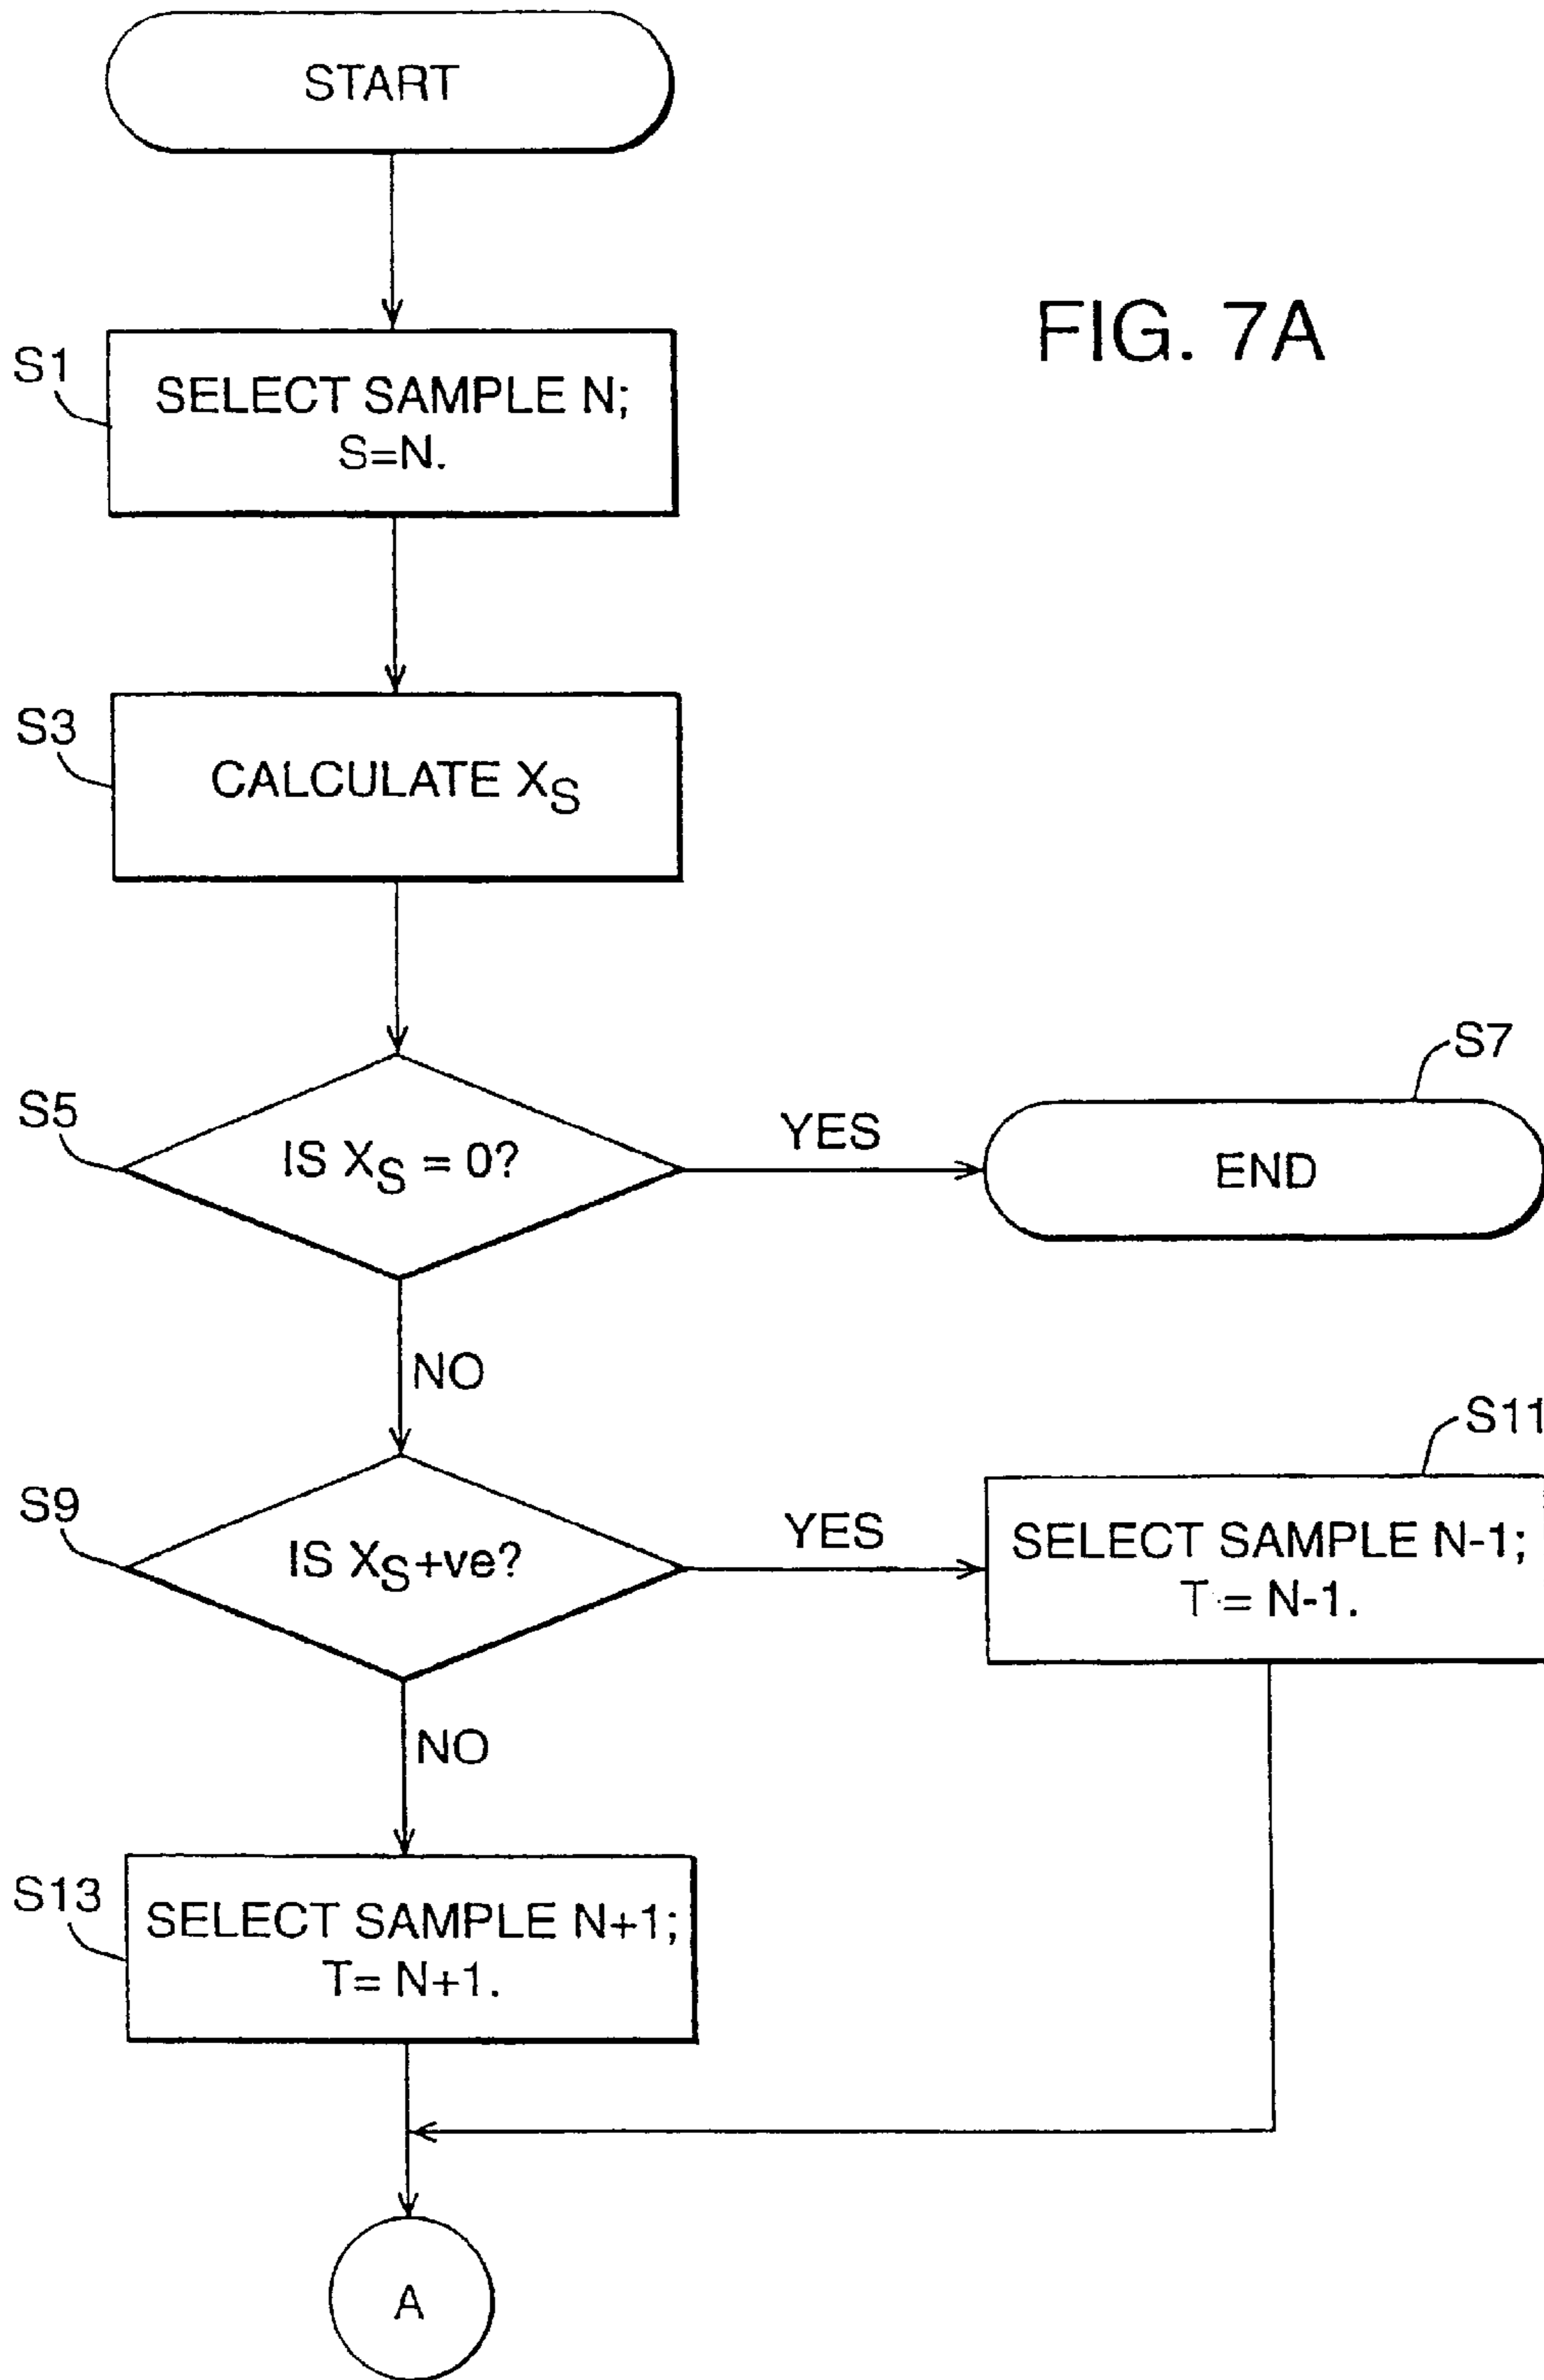 START
FIG. 7A
S1
SELECT SAMPLE N;
S=N.
S3
CALCULATE XS
S5
IS XS = 0?
YES
S7
END
NO
S9
IS XS+ve?
YES
S11
SELECT SAMPLE N-1;
T = N-1.
NO
S13
SELECT SAMPLE N+1;
T= N+1.
A